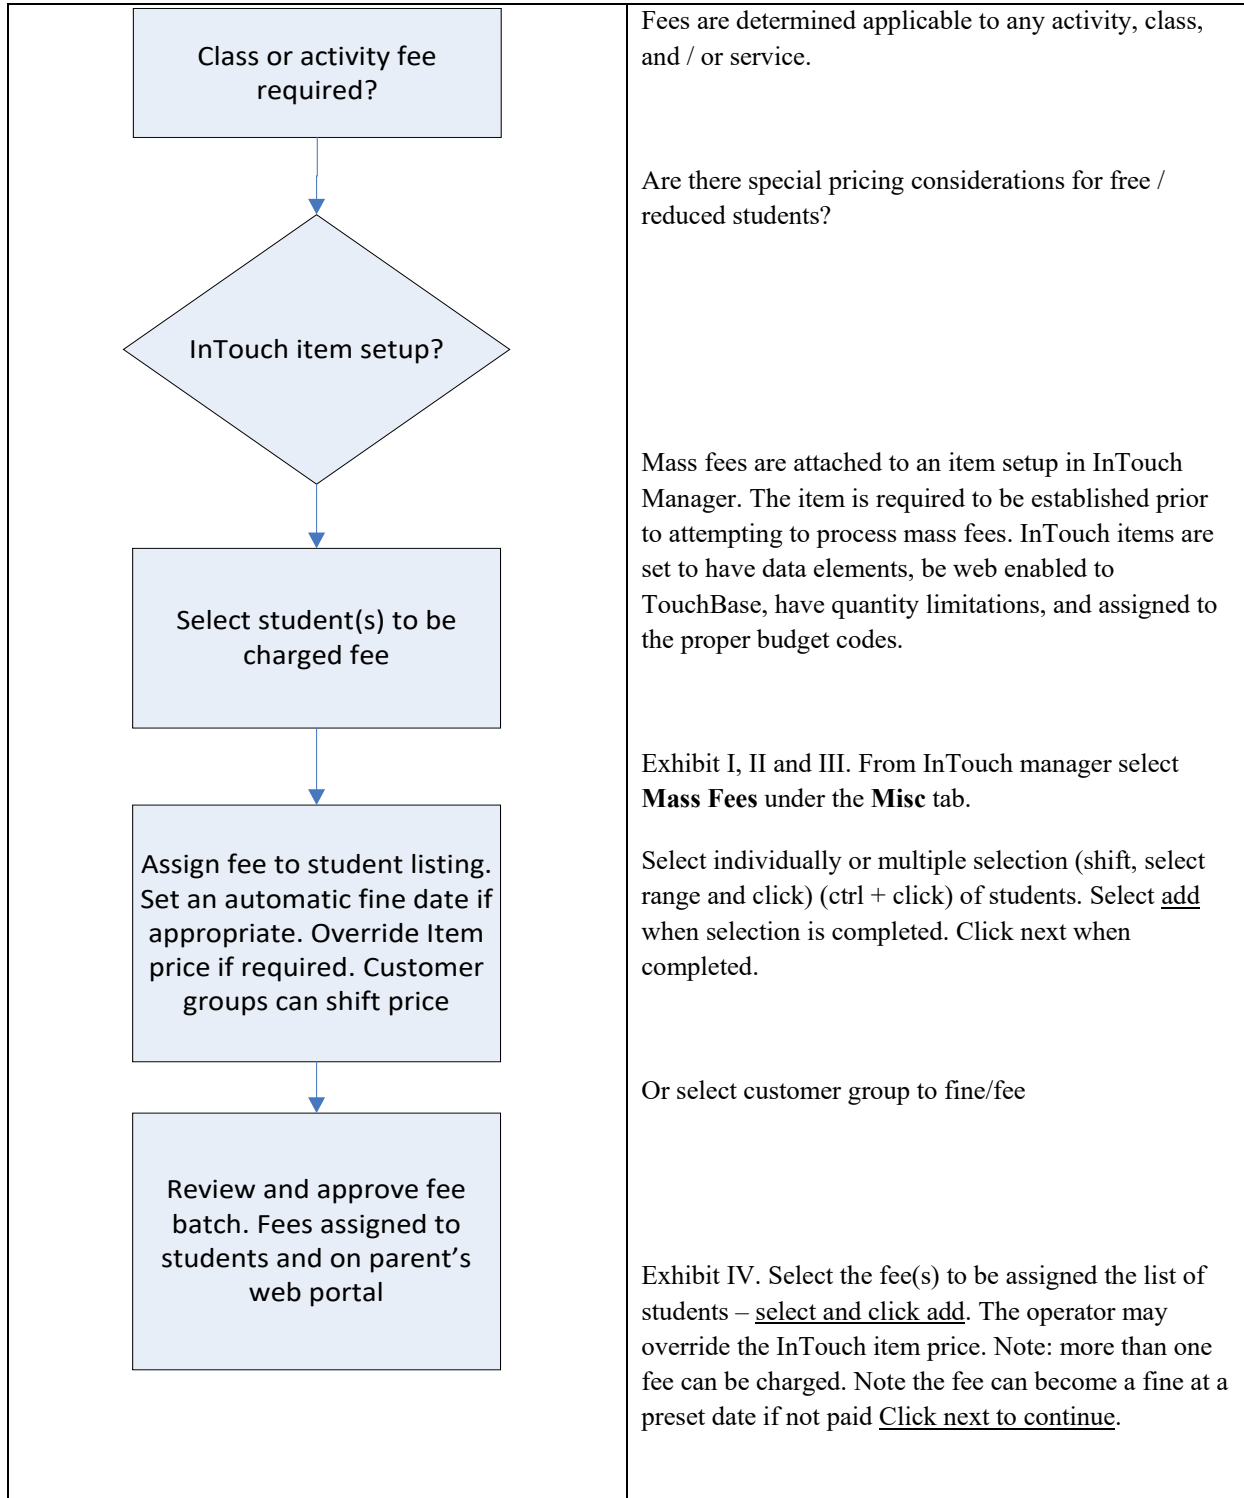 Class or activity fee
required?
InTouch item setup?
Select student(s) to be
charged fee
Assign fee to student listing.
Set an automatic fine date if
appropriate. Override Item
price if required. Customer
groups can shift price
Review and approve fee
batch. Fees assigned to
students and on parent’s
web portal
Fees are determined applicable to any activity, class,
and / or service.
Are there special pricing considerations for free /
reduced students?
Mass fees are attached to an item setup in InTouch
Manager. The item is required to be established prior
to attempting to process mass fees. InTouch items are
set to have data elements, be web enabled to
TouchBase, have quantity limitations, and assigned to
the proper budget codes.
Exhibit I, II and III. From InTouch manager select
Mass Fees under the Misc tab.
Select individually or multiple selection (shift, select
range and click) (ctrl + click) of students. Select add
when selection is completed. Click next when
completed.
Or select customer group to fine/fee
Exhibit IV. Select the fee(s) to be assigned the list of
students – select and click add. The operator may
override the InTouch item price. Note: more than one
fee can be charged. Note the fee can become a fine at a
preset date if not paid Click next to continue.